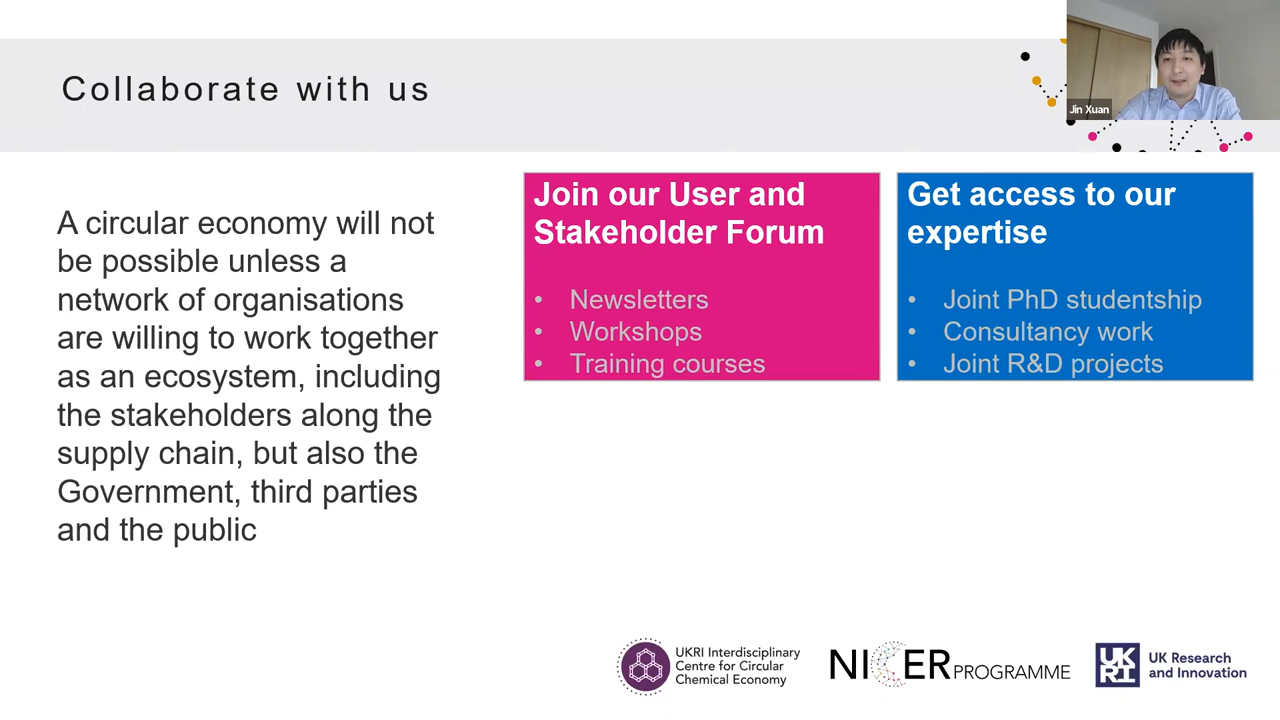 Collaborate with us
Jin Xuan
A circular economy will not
be possible unless a
network of organisations
are willing to work together
as an ecosystem, including
the stakeholders along the
supply chain, but also the
Government, third parties
and the public
Join our User and
Stakeholder Forum
• Newsletters
• Workshops
• Training courses
Get access to our
expertise
• Joint PhD studentship
• Consultancy work
• Joint R&D projects
UKRI Interdisciplinary
Centre for Circular
Chemical Economy
NICER PROGRAMME
UKRI
UK Research
and Innovation